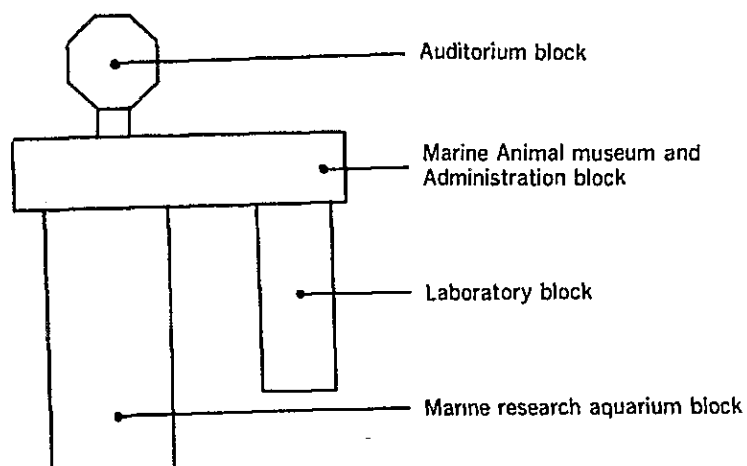 Auditorium block
Marine Animal museum and
Administration block
Laboratory block
Marine research aquarium block